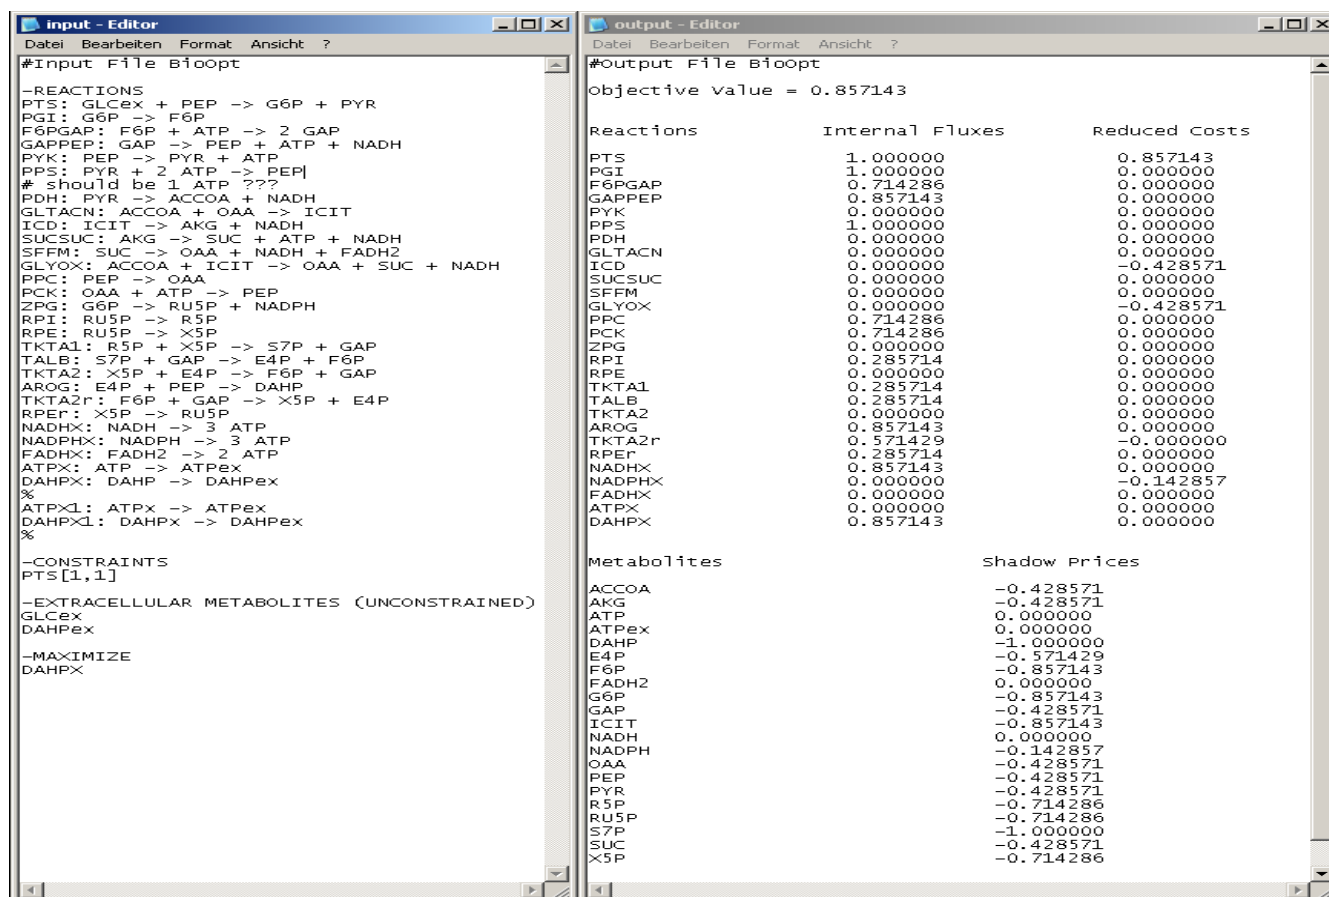 input - Editor
Datei Bearbeiten Format Ansicht ?
#Input File BioOpt
-REACTIONS
PTS: GLCex + PEP -> G6P + PYR
PGI: G6P -> F6P
F6PGAP: F6P + ATP -> 2 GAP
GAPPEP: GAP -> PEP + ATP + NADH
PYK: PEP -> PYR + ATP
PPS: PYR + 2 ATP -> PEP
# should be 1 ATP ???
PDH: PYR -> ACCOA + NADH
GLTACN: ACCOA + OAA -> ICIT
ICD: ICIT -> AKG + NADH
SUCSUC: AKG -> SUC + ATP + NADH
SFFM: SUC -> OAA + NADH + FADH2
GLYOX: ACCOA + ICIT -> OAA + SUC + NADH
PPC: PEP -> OAA
PCK: OAA + ATP -> PEP
ZPG: G6P -> RU5P + NADPH
RPI: RU5P -> R5P
RPE: RU5P -> X5P
TKTA1: R5P + X5P -> S7P + GAP
TALB: S7P + GAP -> E4P + F6P
TKTA2: X5P + E4P -> F6P + GAP
AROG: E4P + PEP -> DAHP
TKTA2r: F6P + GAP -> X5P + E4P
RPEr: X5P -> RU5P
NADHX: NADH -> 3 ATP
NADPHX: NADPH -> 3 ATP
FADHX: FADH2 -> 2 ATP
ATPX: ATP -> ATPex
DAHPX: DAHP -> DAHPex
%
ATPX1: ATPx -> ATPex
DAHPX1: DAHPx -> DAHPex
%
-CONSTRAINTS
PTS[1,1]
-EXTRACELLULAR METABOLITES (UNCONSTRAINED)
GLCex
DAHPex
-MAXIMIZE
DAHPX
output - Editor
Datei Bearbeiten Format Ansicht ?
#Output File BioOpt
Objective Value = 0.857143
Reactions Internal Fluxes Reduced Costs
PTS 1.000000 0.857143
PGI 1.000000 0.000000
F6PGAP 0.714286 0.000000
GAPPEP 0.857143 0.000000
PYK 0.000000 0.000000
PPS 1.000000 0.000000
PDH 0.000000 0.000000
GLTACN 0.000000 0.000000
ICD 0.000000 -0.428571
SUCSUC 0.000000 0.000000
SFFM 0.000000 0.000000
GLYOX 0.000000 -0.428571
PPC 0.714286 0.000000
PCK 0.714286 0.000000
ZPG 0.000000 0.000000
RPI 0.285714 0.000000
RPE 0.000000 0.000000
TKTA1 0.285714 0.000000
TALB 0.285714 0.000000
TKTA2 0.000000 0.000000
AROG 0.857143 0.000000
TKTA2r 0.571429 -0.000000
RPEr 0.285714 0.000000
NADHX 0.857143 0.000000
NADPHX 0.000000 -0.142857
FADHX 0.000000 0.000000
ATPX 0.000000 0.000000
DAHPX 0.857143 0.000000
Metabolites Shadow Prices
ACCOA -0.428571
AKG -0.428571
ATP 0.000000
ATPex 0.000000
DAHP -1.000000
E4P -0.571429
F6P -0.857143
FADH2 0.000000
G6P -0.857143
GAP -0.428571
ICIT -0.857143
NADH 0.000000
NADPH -0.142857
OAA -0.428571
PEP -0.428571
PYR -0.428571
R5P -0.714286
RU5P -0.714286
S7P -1.000000
SUC -0.428571
X5P -0.714286